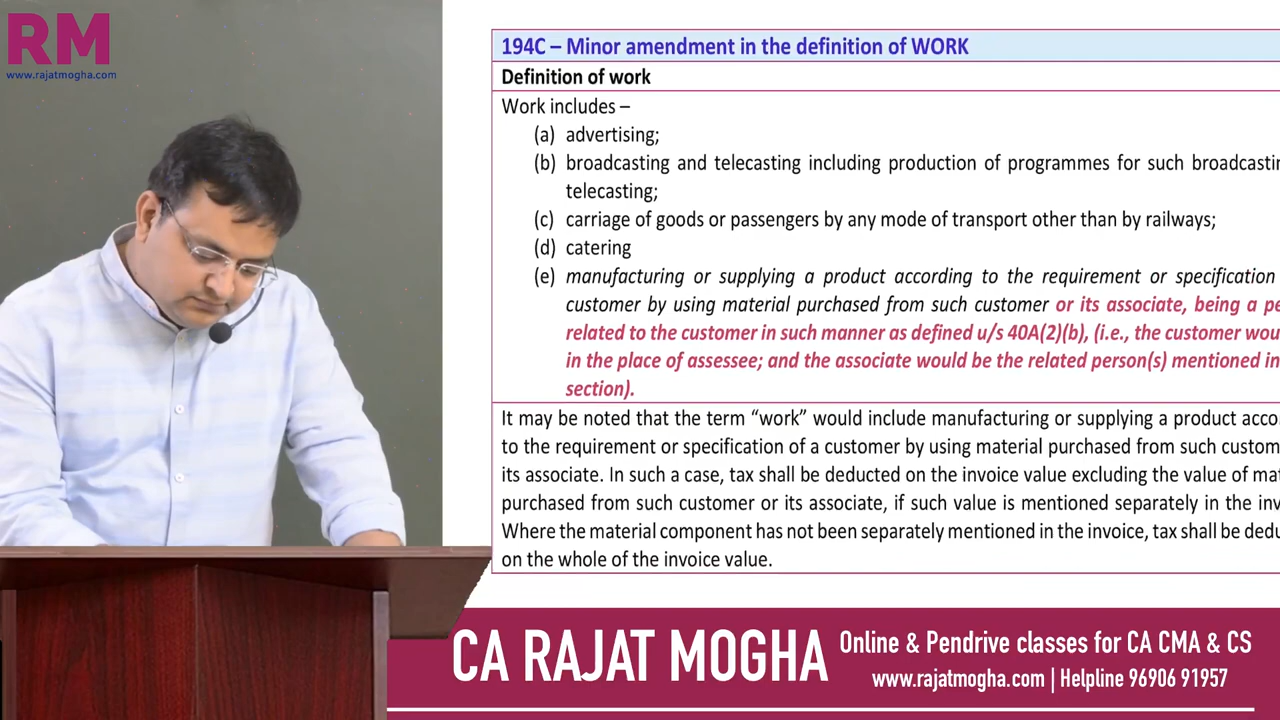 RM
www.rajatmogha.com
194C – Minor amendment in the definition of WORK
Definition of work
Work includes –
(a) advertising;
(b) broadcasting and telecasting including production of programmes for such
telecasting;
(c) carriage of goods or passengers by any mode of transport other than by railways;
(d) catering
(e) manufacturing or supplying a product according to the requirement or specification
customer by using material purchased from such customer or its associate, being a
related to the customer in such manner as defined u/s 40A(2)(b), (i.e., the customer
in the place of assessee; and the associate would be the related person(s) mentioned in
section).
It may be noted that the term “work” would include manufacturing or supplying a product
to the requirement or specification of a customer by using material purchased from such
its associate. In such a case, tax shall be deducted on the invoice value excluding the value of
purchased from such customer or its associate, if such value is mentioned separately in the
Where the material component has not been separately mentioned in the invoice, tax shall be
on the whole of the invoice value.
CA RAJAT MOGHA
Online & Pendrive classes for CA CMA & CS
www.rajatmogha.com | Helpline 96906 91957